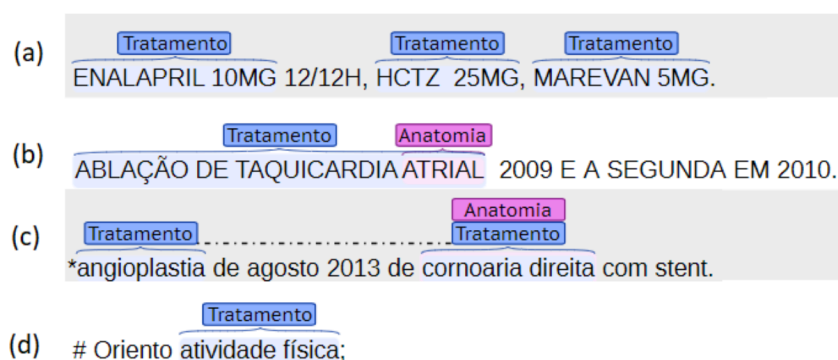 Tratamento Tratamento Tratamento
(a) ENALAPRIL 10MG 12/12H, HCTZ 25MG, MAREVAN 5MG.
Tratamento Anatomia
(b) ABLAÇÃO DE TAQUICARDIA ATRIAL 2009 E A SEGUNDA EM 2010.
Anatomia
(c) Tratamento Tratamento
*angioplastia de agosto 2013 de cornoaria direita com stent.
Tratamento
(d) # Oriento atividade física;